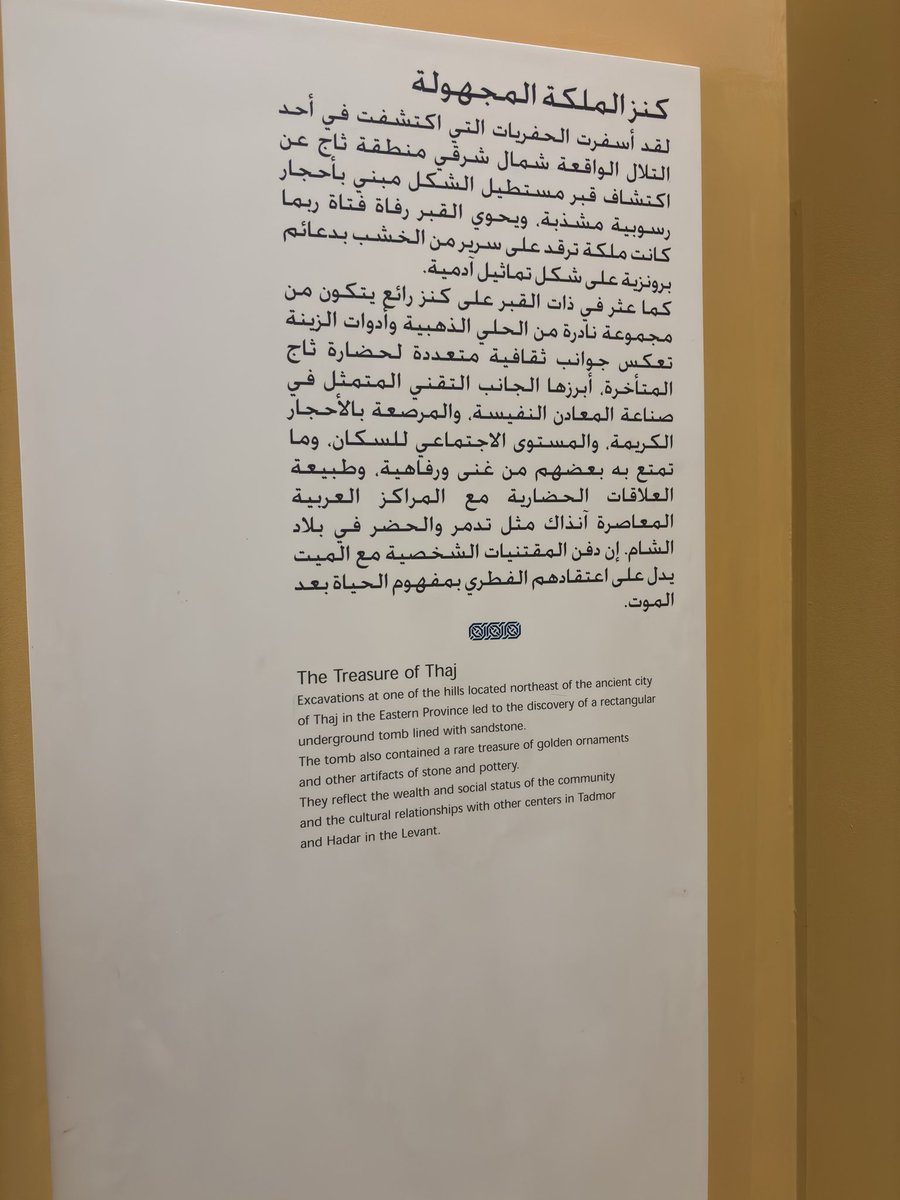 كنز الملكة المجهولة
لقد أسفرت الحفريات التي اكتشفت في أحد
التلال الواقعة شمال شرقي منطقة ثاج عن
اكتشاف قبر مستطيل الشكل مبني بأحجار
رسوبية مشذبة، ويحوي القبر رفاة فتاة ربما
كانت ملكة ترقد على سرير من الخشب بدعائم
برونزية على شكل تماثيل آدمية.
كما عثر في ذات القبر على كنز رائع يتكون من
مجموعة نادرة من الحلي الذهبية وأدوات الزينة
تعكس جوانب ثقافية متعددة لحضارة ثاج
المتأخرة، أبرزها الجانب التقني المتمثل في
صناعة المعادن النفيسة، والمرصعة بالأحجار
الكريمة، والمستوى الاجتماعي للسكان، وما
تمتع به بعضهم من غنى ورفاهية، وطبيعة
العلاقات الحضارية مع المراكز العربية
المعاصرة آنذاك مثل تدمر والحضر في بلاد
الشام. إن دفن المقتنيات الشخصية مع الميت
يدل على اعتقادهم الفطري بمفهوم الحياة بعد
الموت.
The Treasure of Thaj
Excavations at one of the hills located northeast of the ancient city
of Thaj in the Eastern Province led to the discovery of a rectangular
underground tomb lined with sandstone.
The tomb also contained a rare treasure of golden ornaments
and other artifacts of stone and pottery.
They reflect the wealth and social status of the community
and the cultural relationships with other centers in Tadmor
and Hadar in the Levant.